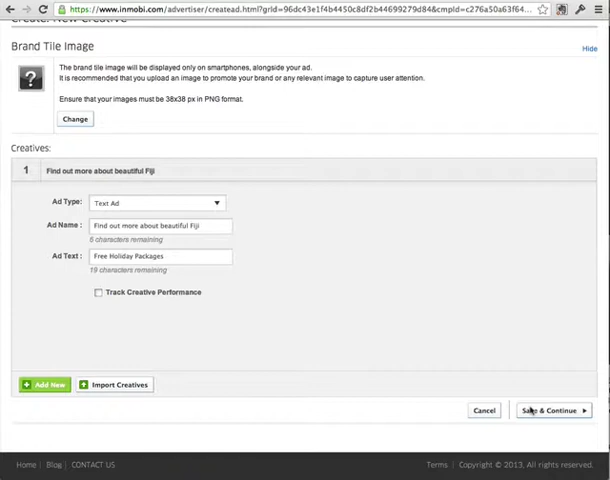 https://www.inmobi.com/advertiser/createad.html?grId=96dc43e1f4b4450c8df2b44699279d84&cmpId=c276a50a63f64...
Create: New Creative
Brand Tile Image
Hide
The brand tile image will be displayed only on smartphones, alongside your ad.
It is recommended that you upload an image to promote your brand or any relevant image to capture user attention.
Ensure that your images must be 38x38 px in PNG format.
Change
Creatives:
1 Find out more about beautiful Fiji
Ad Type: Text Ad
Ad Name : Find out more about beautiful Fiji
6 characters remaining
Ad Text : Free Holiday Packages
19 characters remaining
Track Creative Performance
Add New Import Creatives
Cancel Save & Continue
Home | Blog | CONTACT US Terms | Copyright © 2013. All rights reserved.